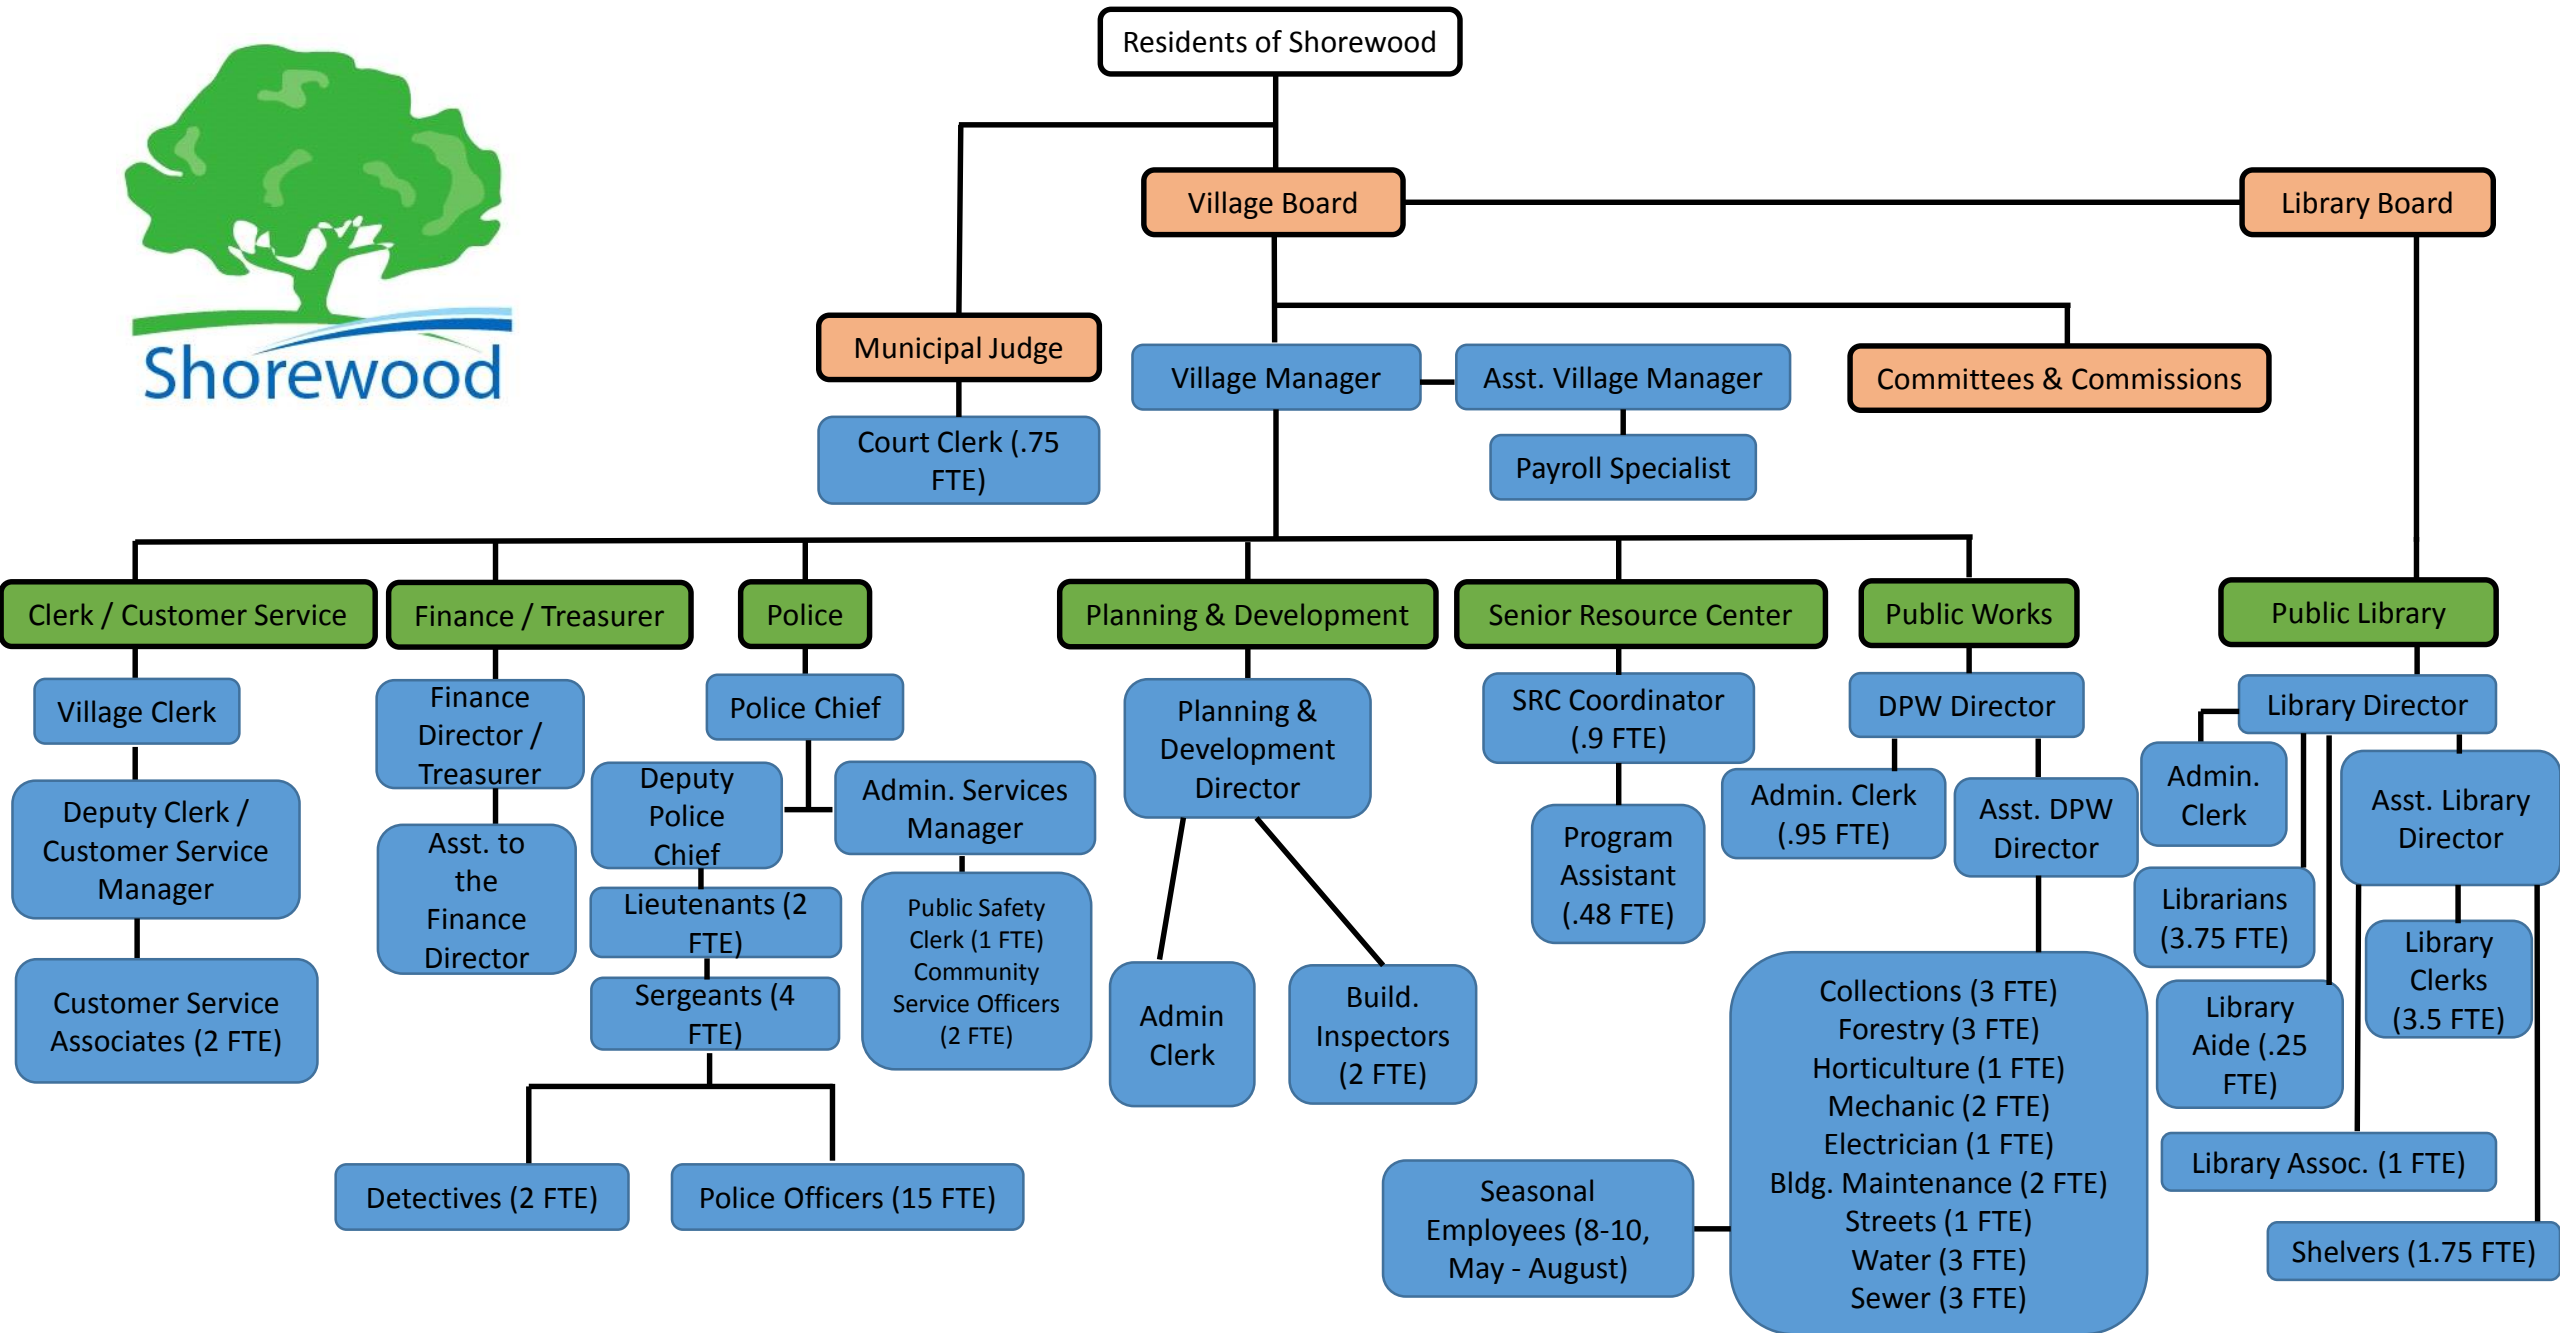 Residents of Shorewood
Shorewood
Village Board
Library Board
Municipal Judge
Village Manager
Asst. Village Manager
Committees & Commissions
Court Clerk (.75
FTE)
Payroll Specialist
Clerk / Customer Service
Finance / Treasurer
Police
Planning & Development
Senior Resource Center
Public Works
Public Library
Village Clerk
Deputy Clerk /
Customer Service
Manager
Customer Service
Associates (2 FTE)
Finance
Director /
Treasurer
Asst. to
the
Finance
Director
Police Chief
Deputy
Police
Chief
Admin. Services
Manager
Lieutenants (2
FTE)
Sergeants (4
FTE)
Public Safety
Clerk (1 FTE)
Community
Service Officers
(2 FTE)
Detectives (2 FTE)
Police Officers (15 FTE)
Planning &
Development
Director
Admin
Clerk
Build.
Inspectors
(2 FTE)
SRC Coordinator
(.9 FTE)
Program
Assistant
(.48 FTE)
DPW Director
Admin. Clerk
(.95 FTE)
Asst. DPW
Director
Collections (3 FTE)
Forestry (3 FTE)
Horticulture (1 FTE)
Mechanic (2 FTE)
Electrician (1 FTE)
Bldg. Maintenance (2 FTE)
Streets (1 FTE)
Water (3 FTE)
Sewer (3 FTE)
Seasonal
Employees (8-10,
May - August)
Library Director
Admin.
Clerk
Asst. Library
Director
Librarians
(3.75 FTE)
Library
Clerks
(3.5 FTE)
Library
Aide (.25
FTE)
Library Assoc. (1 FTE)
Shelvers (1.75 FTE)